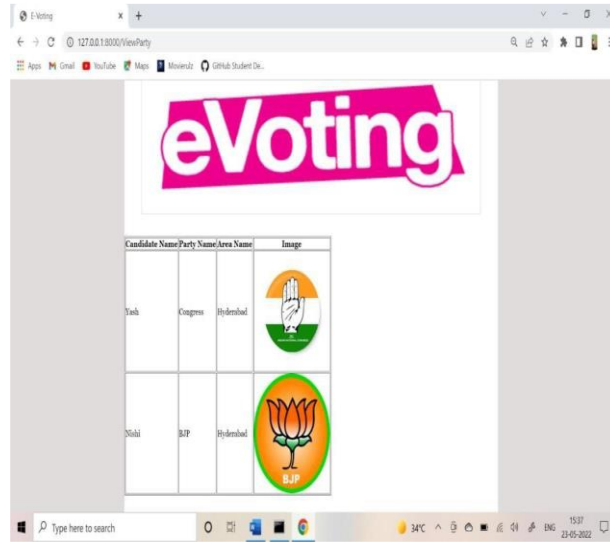 E-Voting
127.0.0.1:8000/ViewParty
Apps Gmail YouTube Maps Movierulz GitHub Student De...
eVoting
Candidate Name Party Name Area Name Image
Yash Congress Hyderabad
Nishi BJP Hyderabad
BJP
Type here to search
34°C ENG 1537
23-05-2022